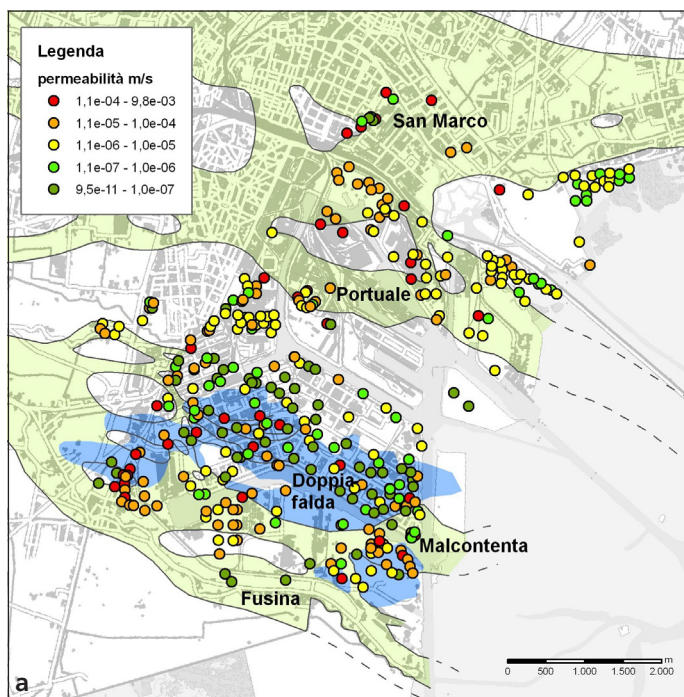 Legenda
permeabilità m/s
1,1e-04 - 9,8e-03
1,1e-05 - 1,0e-04
1,1e-06 - 1,0e-05
1,1e-07 - 1,0e-06
9,5e-11 - 1,0e-07
San Marco
Portuale
Doppia
falda
Malcontenta
Fusina
m
0 500 1.000 1.500 2.000
a